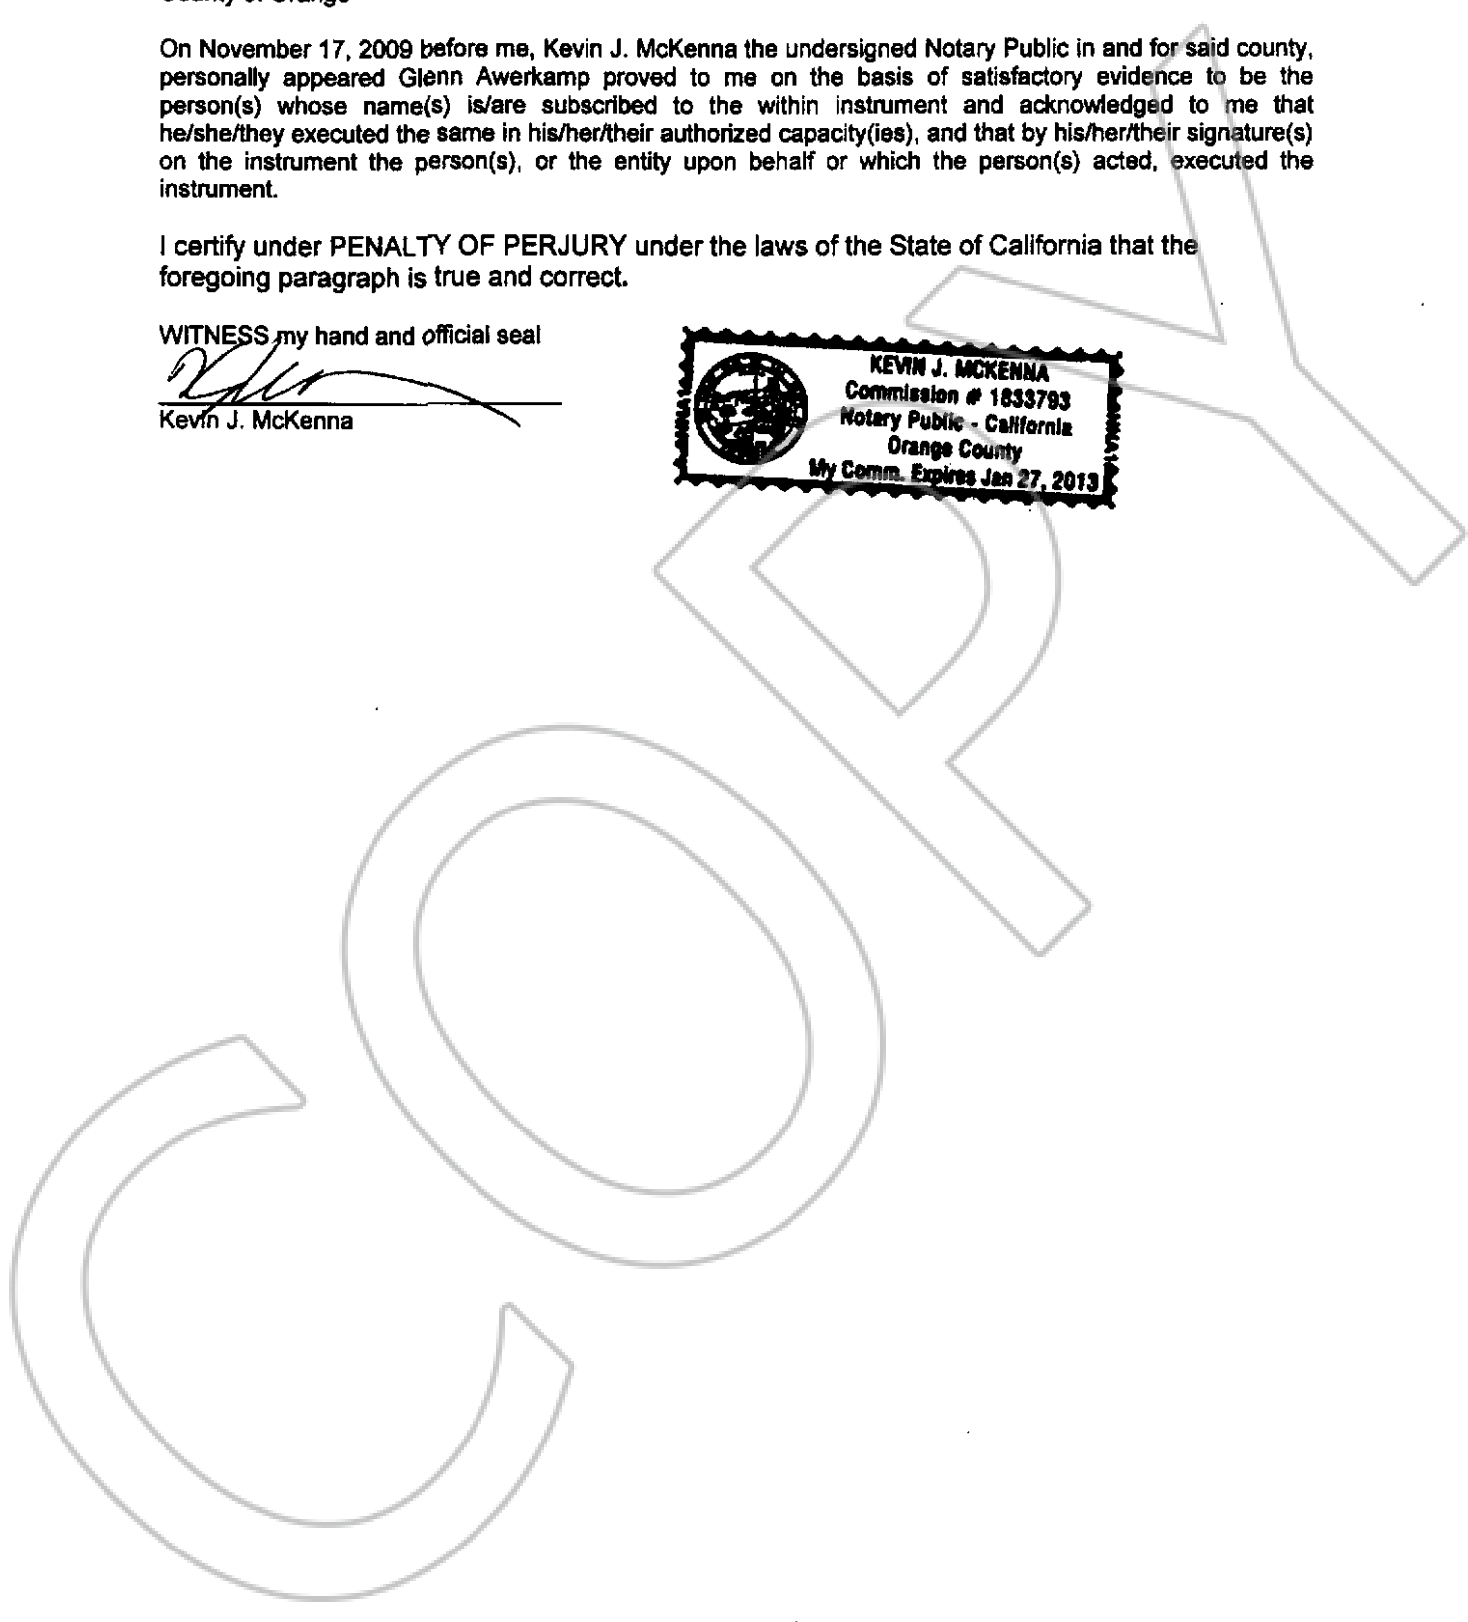 County of Orange
On November 17, 2009 before me, Kevin J. McKenna the undersigned Notary Public in and for said county,
personally appeared Glenn Awerkamp proved to me on the basis of satisfactory evidence to be the
person(s) whose name(s) is/are subscribed to the within instrument and acknowledged to me that
he/she/they executed the same in his/her/their authorized capacity(ies), and that by his/her/their signature(s)
on the instrument the person(s), or the entity upon behalf or which the person(s) acted, executed the
instrument.
I certify under PENALTY OF PERJURY under the laws of the State of California that the
foregoing paragraph is true and correct.
WITNESS my hand and official seal
Kevin J. McKenna
KEVIN J. MCKENNA
Commission # 1833793
Notary Public - California
Orange County
My Comm. Expires Jan 27, 2013
COPY